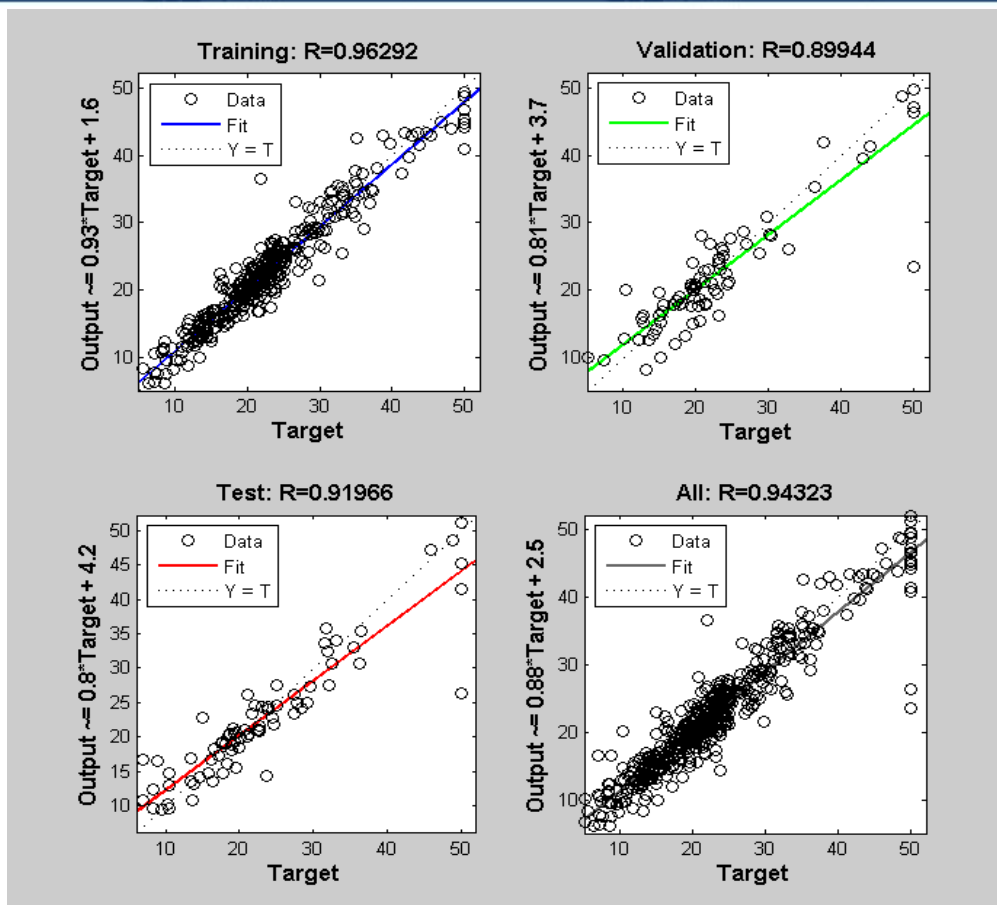 Training: R=0.96292
Output ~= 0.93*Target + 1.6
50
40
30
20
10
Data
Fit
Y = T
10 20 30 40 50
Target
Validation: R=0.89944
Output ~= 0.81*Target + 3.7
50
40
30
20
10
Data
Fit
Y = T
10 20 30 40 50
Target
Test: R=0.91966
Output ~= 0.8*Target + 4.2
50
45
40
35
30
25
20
15
10
Data
Fit
Y = T
10 20 30 40 50
Target
All: R=0.94323
Output ~= 0.88*Target + 2.5
50
40
30
20
10
Data
Fit
Y = T
10 20 30 40 50
Target